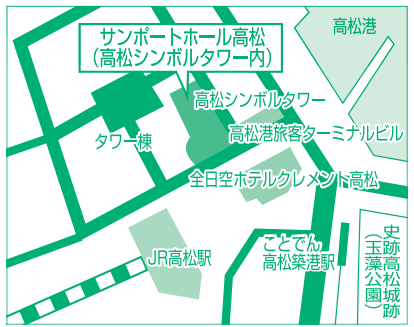 サンポートホール高松
（高松シンボルタワー内）
高松港
高松シンボルタワー
タワー棟
高松港旅客ターミナルビル
全日空ホテルクレメント高松
JR高松駅
ことでん
高松築港駅
史跡高松城跡
（玉藻公園）